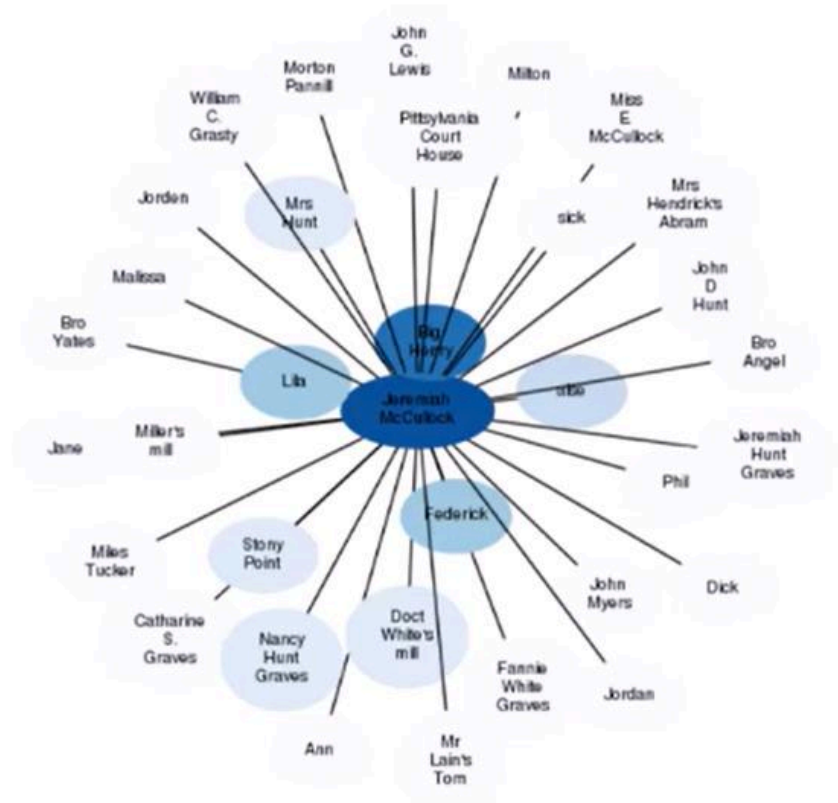 John
G.
Lewis
Morton
Pannill
Milton
William
C.
Grasty
Pittsylvania
Court
House
Miss
E
McCullock
Jorden
Mrs
Hunt
sick
Mrs
Hendrick's
Abram
Malissa
John
D
Hunt
Bro
Yates
Big
Henry
Bro
Angel
Lila
Jeremiah
McCullock
else
Jane
Miller's
mill
Jeremiah
Hunt
Graves
Phil
Federick
Miles
Tucker
Stony
Point
John
Myers
Dick
Catharine
S.
Graves
Nancy
Hunt
Graves
Doct
White's
mill
Fannie
White
Graves
Jordan
Ann
Mr
Lain's
Tom